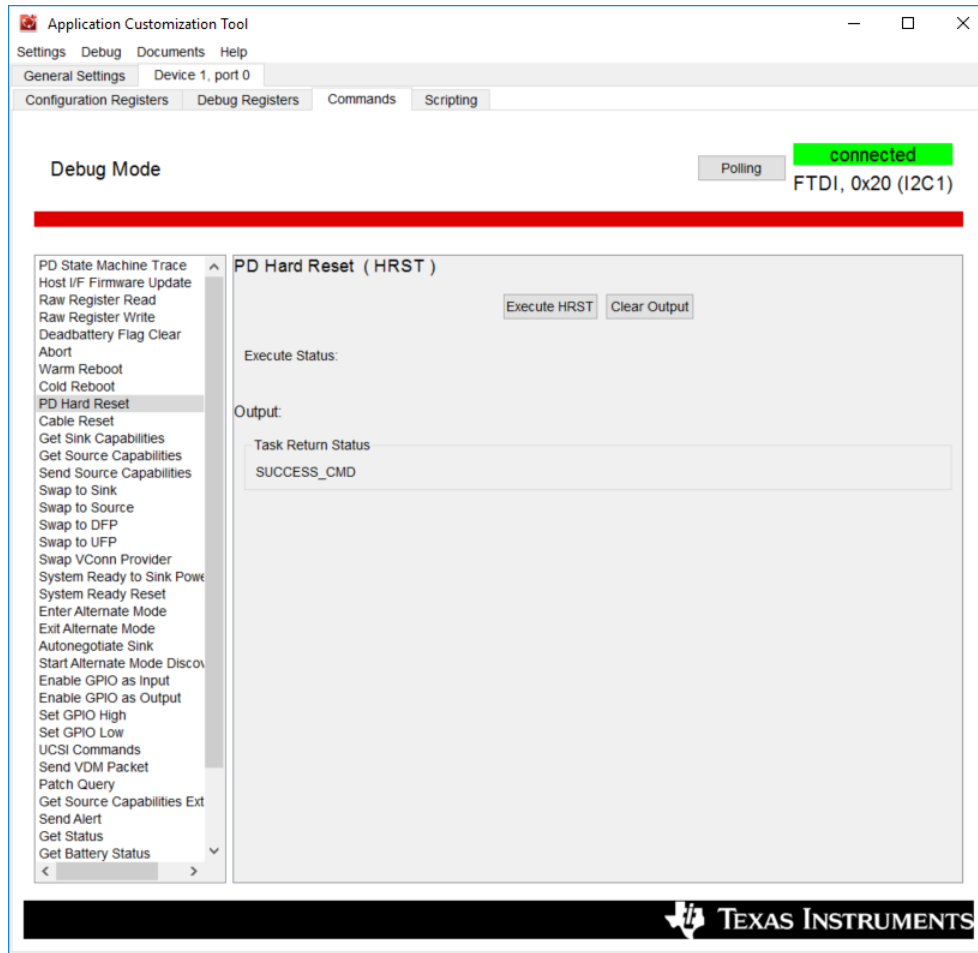 Application Customization Tool
Settings Debug Documents Help
General Settings Device 1, port 0
Configuration Registers Debug Registers Commands Scripting
Debug Mode
Polling
connected
FTDI, 0x20 (I2C1)
PD State Machine Trace
Host I/F Firmware Update
Raw Register Read
Raw Register Write
Deadbattery Flag Clear
Abort
Warm Reboot
Cold Reboot
PD Hard Reset
Cable Reset
Get Sink Capabilities
Get Source Capabilities
Send Source Capabilities
Swap to Sink
Swap to Source
Swap to DFP
Swap to UFP
Swap VConn Provider
System Ready to Sink Powe
System Ready Reset
Enter Alternate Mode
Exit Alternate Mode
Autonegotiate Sink
Start Alternate Mode Discov
Enable GPIO as Input
Enable GPIO as Output
Set GPIO High
Set GPIO Low
UCSI Commands
Send VDM Packet
Patch Query
Get Source Capabilities Ext
Send Alert
Get Status
Get Battery Status
PD Hard Reset ( HRST )
Execute HRST Clear Output
Execute Status:
Output:
Task Return Status
SUCCESS_CMD
TEXAS INSTRUMENTS